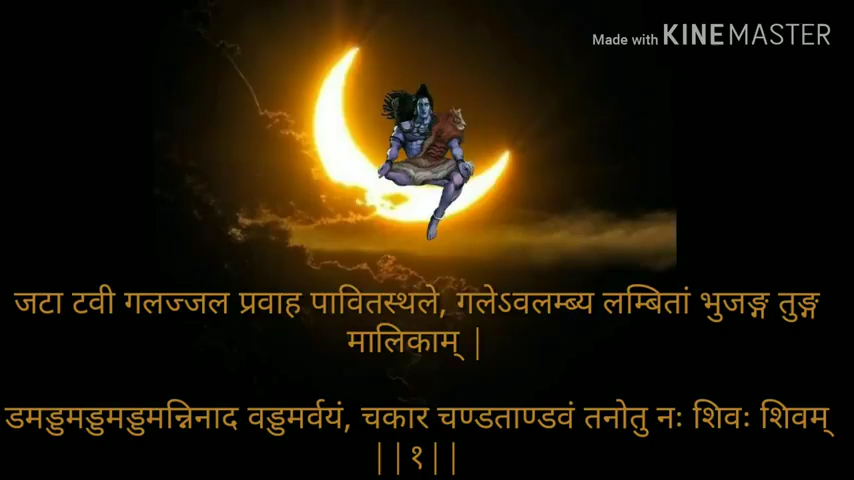 Made with KINEMASTER
जटा टवी गलज्जल प्रवाह पावितस्थले, गलेऽवलम्ब्य लम्बितां भुजङ्ग तुङ्ग
मालिकाम् |
डमड्डमड्डमड्डमन्निनाद वड्डमर्वयं, चकार चण्डताण्डवं तनोतु नः शिवः शिवम्
||१||